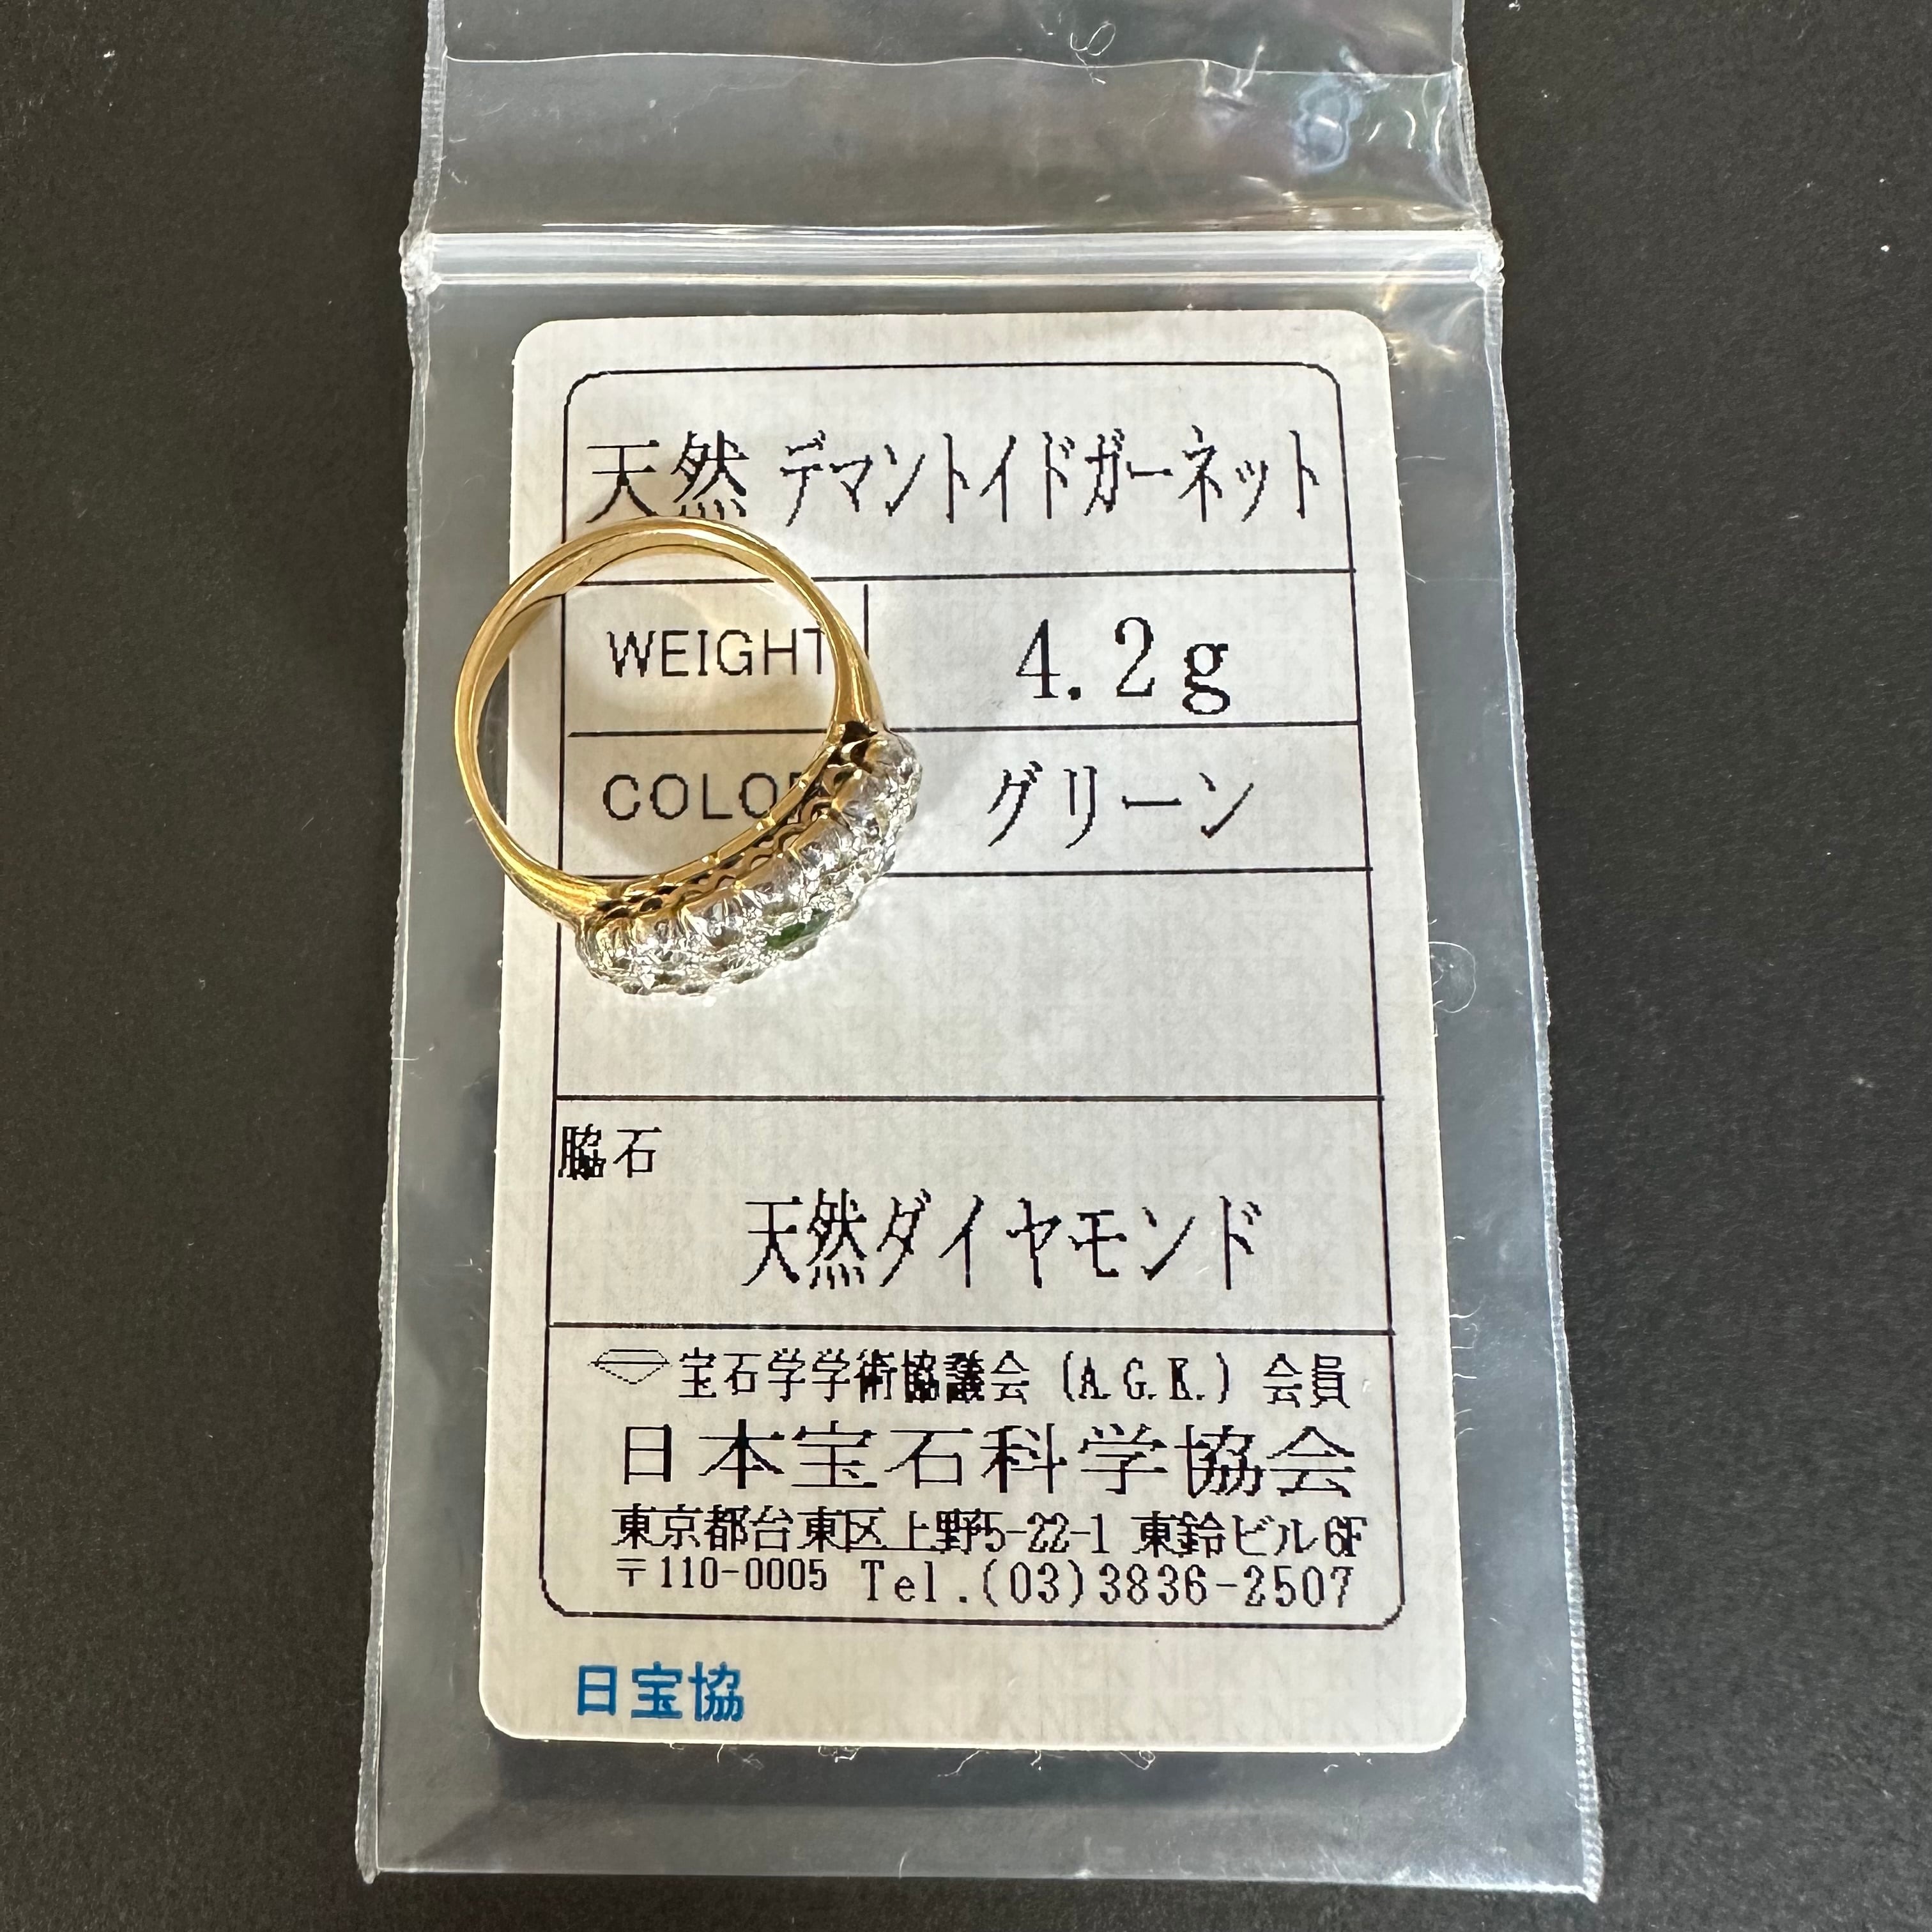 天然 デマントイドガーネット
WEIGHT 4.2g
COLOR グリーン
脇石
天然ダイヤモンド
宝石学学術協議会 (A.G.K.) 会員
日本宝石科学協会
東京都台東区上野5-22-1 東鈴ビル6F
〒110-0005 Tel.(03)3836-2507
日宝協